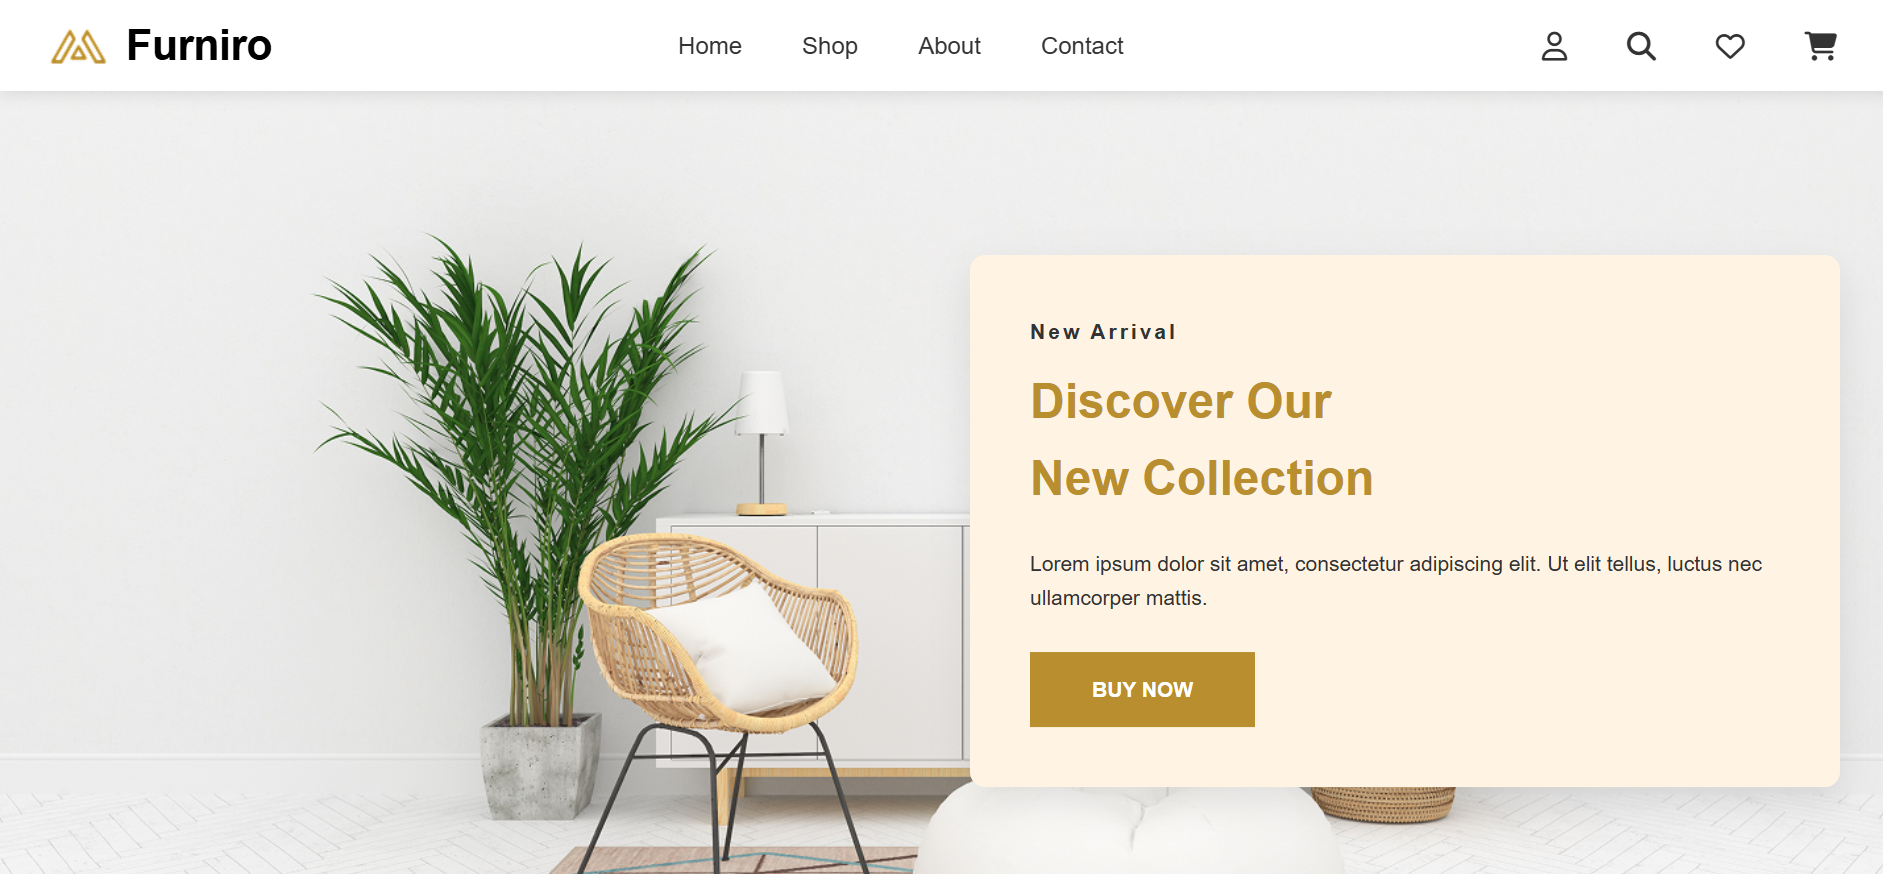 Furniro
Home
Shop
About
Contact
New Arrival
Discover Our
New Collection
Lorem ipsum dolor sit amet, consectetur adipiscing elit. Ut elit tellus, luctus nec
ullamcorper mattis.
BUY NOW